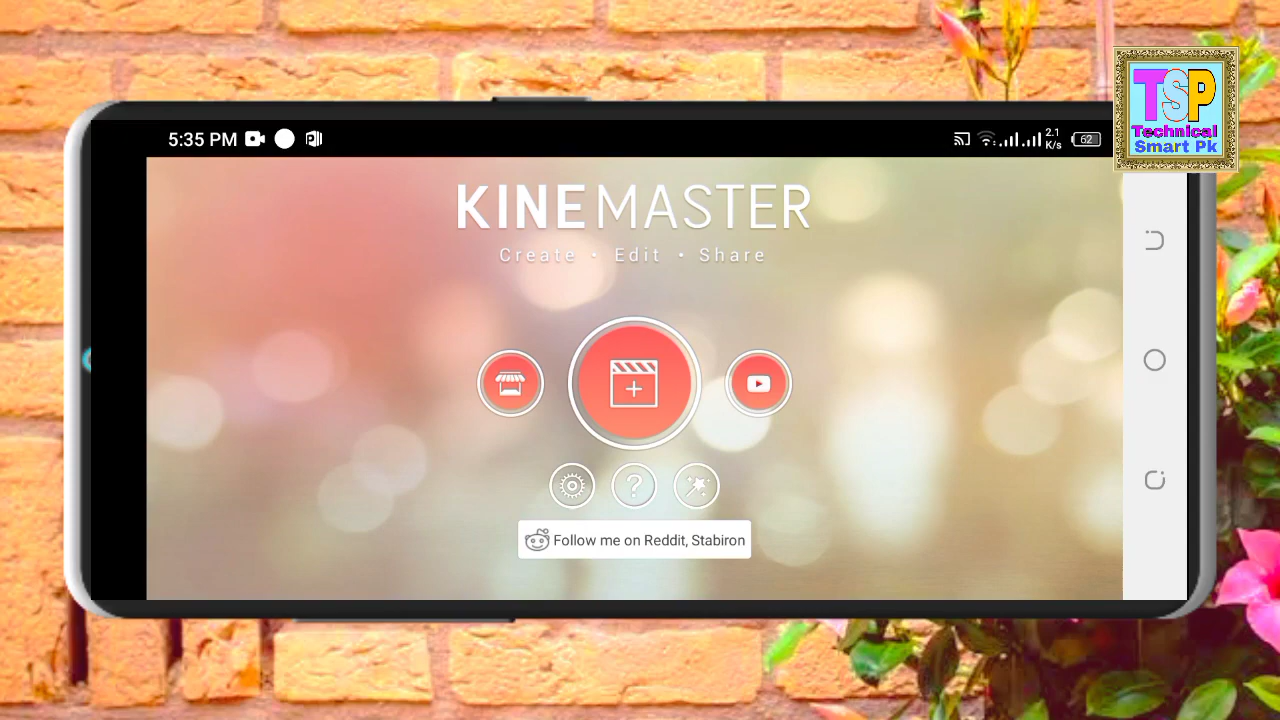 TSP
Technical
Smart Pk
5:35 PM
2.1
K/s
62
KINEMASTER
Create • Edit • Share
Follow me on Reddit, Stabiron